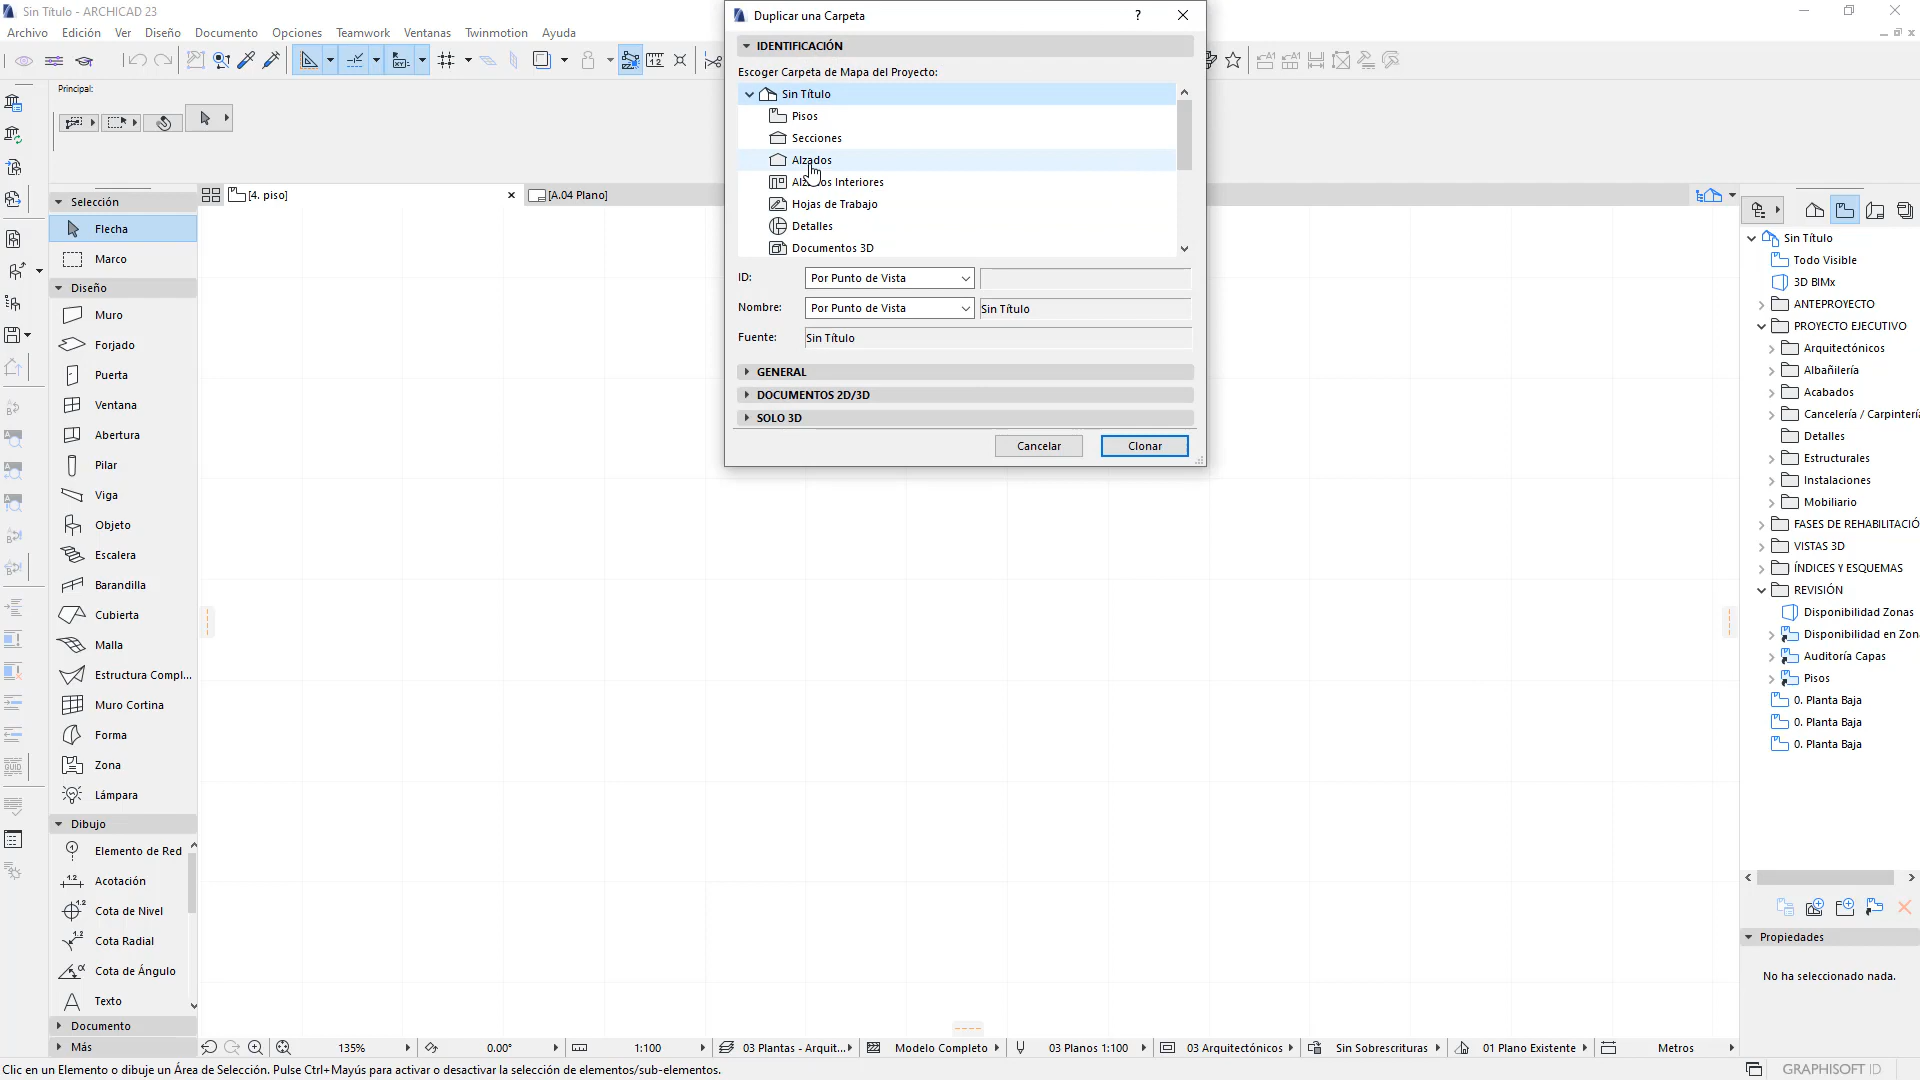 Sin Título - ARCHICAD 23
Archivo Edición Ver Diseño Documento Opciones Teamwork Ventanas Twinmotion Ayuda
Principal:
Duplicar una Carpeta
?
IDENTIFICACIÓN
Escoger Carpeta de Mapa del Proyecto:
Sin Título
Pisos
Secciones
Alzados
Alzados Interiores
Hojas de Trabajo
Detalles
Documentos 3D
ID: Por Punto de Vista
Nombre: Por Punto de Vista Sin Título
Fuente: Sin Título
GENERAL
DOCUMENTOS 2D/3D
SOLO 3D
Cancelar Clonar
[4. piso]
[A.04 Plano]
Selección
Flecha
Marco
Diseño
Muro
Forjado
Puerta
Ventana
Abertura
Pilar
Viga
Objeto
Escalera
Barandilla
Cubierta
Malla
Estructura Compl...
Muro Cortina
Forma
Zona
Lámpara
Dibujo
Elemento de Red
Acotación
Cota de Nivel
Cota Radial
Cota de Ángulo
Texto
Documento
Más
Sin Título
Todo Visible
3D BIMx
ANTEPROYECTO
PROYECTO EJECUTIVO
Arquitectónicos
Albañilería
Acabados
Cancelería / Carpinterí
Detalles
Estructurales
Instalaciones
Mobiliario
FASES DE REHABILITACIÓ
VISTAS 3D
ÍNDICES Y ESQUEMAS
REVISIÓN
Disponibilidad Zonas
Disponibilidad en Zon
Auditoría Capas
Pisos
0. Planta Baja
0. Planta Baja
0. Planta Baja
Propiedades
No ha seleccionado nada.
135% 0.00° 1:100 03 Plantas - Arquit... Modelo Completo 03 Planos 1:100 03 Arquitectónicos Sin Sobrescrituras 01 Plano Existente Metros
Clic en un Elemento o dibuje un Área de Selección. Pulse Ctrl+Mayús para activar o desactivar la selección de elementos/sub-elementos.
GRAPHISOFT ID